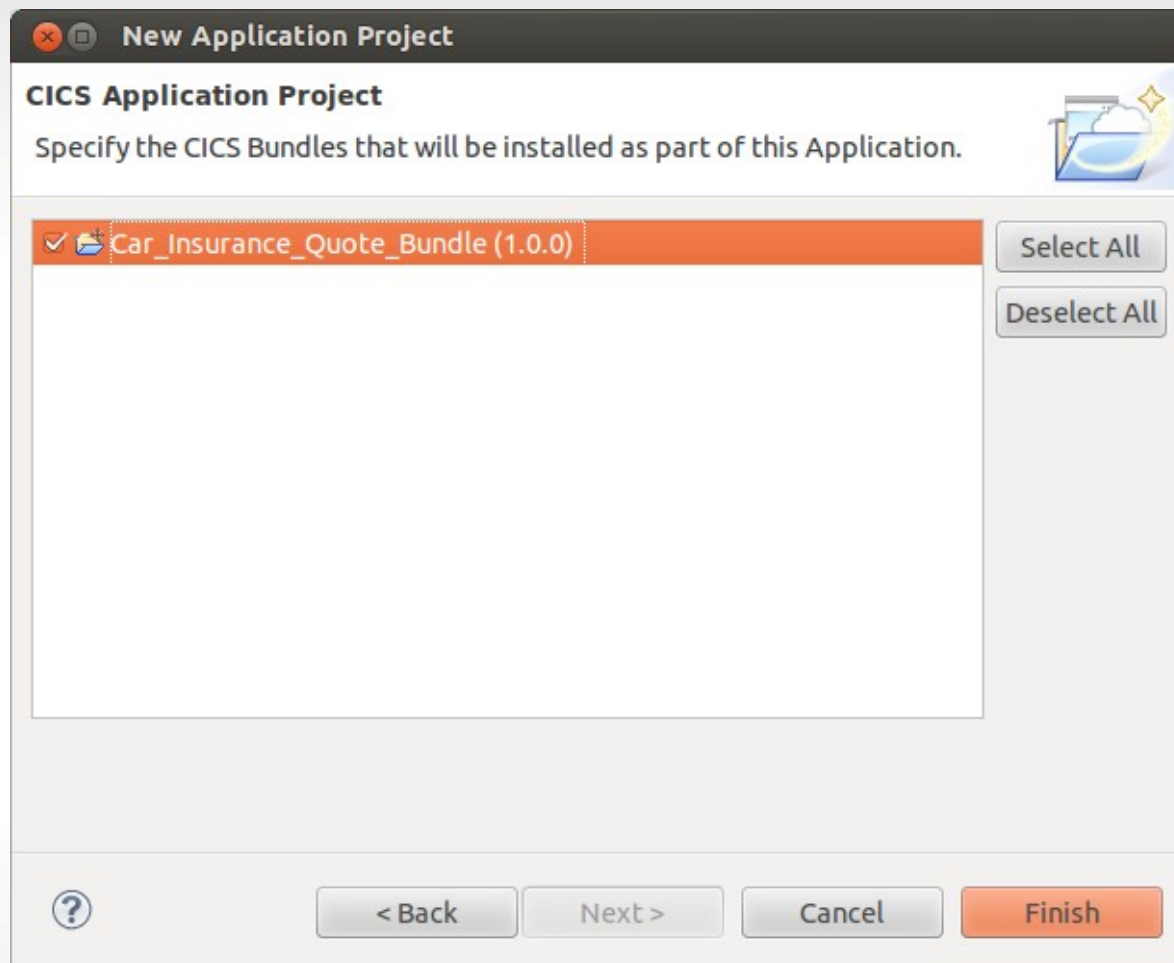 New Application Project
CICS Application Project
Specify the CICS Bundles that will be installed as part of this Application.
Car_Insurance_Quote_Bundle (1.0.0)
Select All
Deselect All
?
< Back
Next >
Cancel
Finish